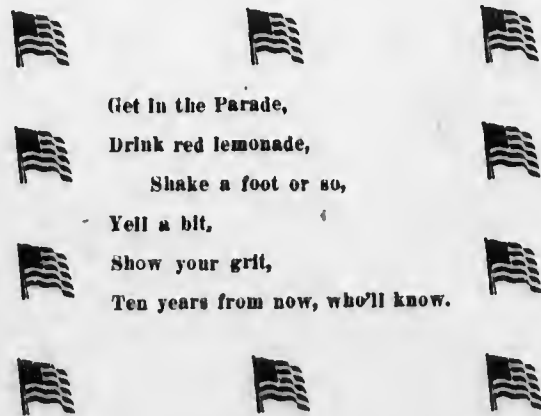 Get in the Parade,
Drink red lemonade,
Shake a foot or so,
Yell a bit,
Show your grit,
Ten years from now, who'll know.